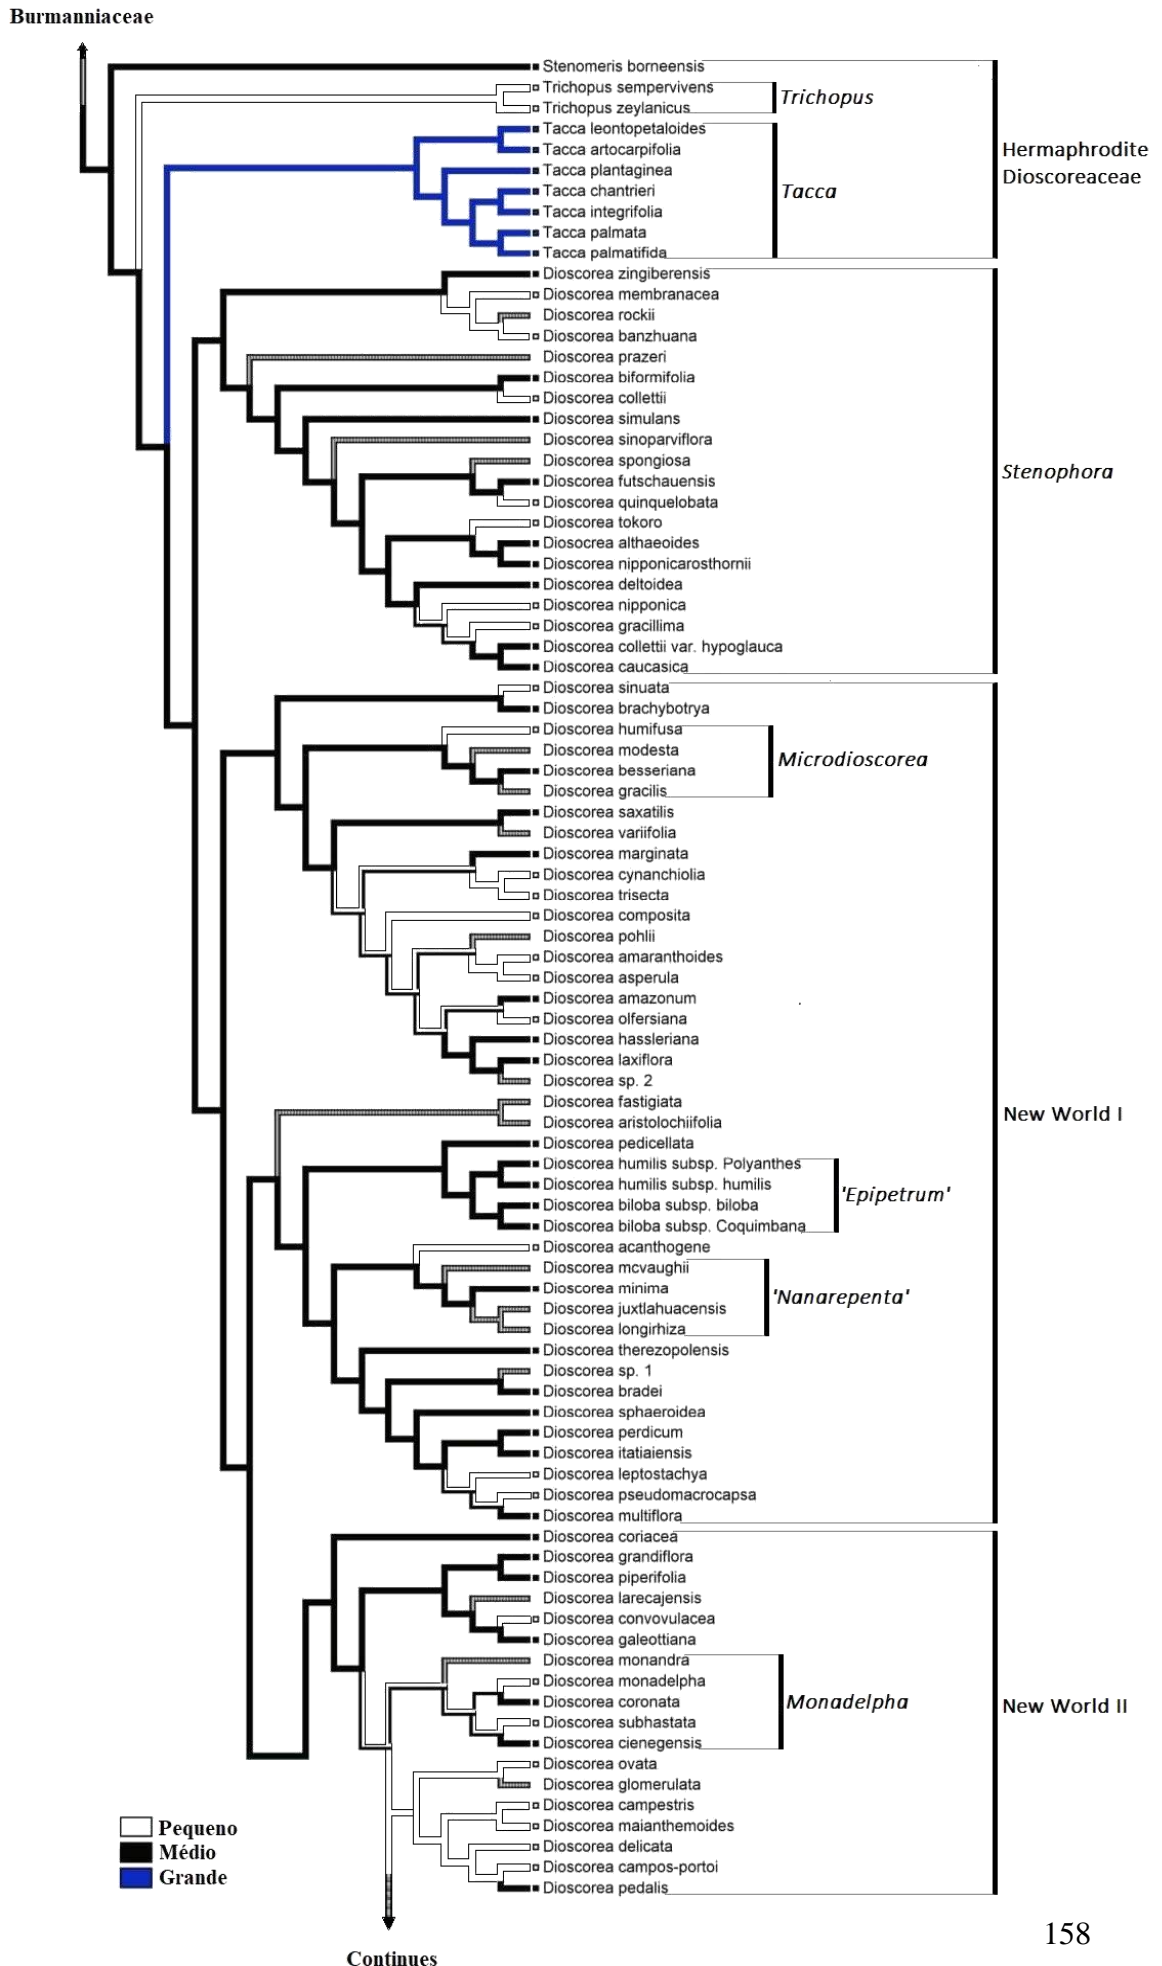 Burmanniaceae
Stenomeris borneensis
Trichopus sempervivens
Trichopus zeylanicus
Trichopus
Tacca leontopetaloides
Tacca artocarpifolia
Tacca plantaginea
Tacca chantrieri
Tacca integrifolia
Tacca palmata
Tacca palmatifida
Tacca
Hermaphrodite
Dioscoreaceae
Dioscorea zingiberensis
Dioscorea membranacea
Dioscorea rockii
Dioscorea banzhuana
Dioscorea prazeri
Dioscorea biformifolia
Dioscorea collettii
Dioscorea simulans
Dioscorea sinoparviflora
Dioscorea spongiosa
Dioscorea futschauensis
Dioscorea quinquelobata
Dioscorea tokoro
Diosocrea althaeoides
Dioscorea nipponicarosthornii
Dioscorea deltoidea
Dioscorea nipponica
Dioscorea gracillima
Dioscorea collettii var. hypoglauca
Dioscorea caucasica
Stenophora
Dioscorea sinuata
Dioscorea brachybotrya
Dioscorea humifusa
Dioscorea modesta
Dioscorea besseriana
Dioscorea gracilis
Microdioscorea
Dioscorea saxatilis
Dioscorea variifolia
Dioscorea marginata
Dioscorea cynanchiolia
Dioscorea trisecta
Dioscorea composita
Dioscorea pohlii
Dioscorea amaranthoides
Dioscorea asperula
Dioscorea amazonum
Dioscorea olfersiana
Dioscorea hassleriana
Dioscorea laxiflora
Dioscorea sp. 2
Dioscorea fastigiata
Dioscorea aristolochiifolia
Dioscorea pedicellata
Dioscorea humilis subsp. Polyanthes
Dioscorea humilis subsp. humilis
Dioscorea biloba subsp. biloba
Dioscorea biloba subsp. Coquimbana
'Epipetrum'
Dioscorea acanthogene
Dioscorea mcvaughii
Dioscorea minima
Dioscorea juxtlahuacensis
Dioscorea longirhiza
'Nanarepenta'
Dioscorea therezopolensis
Dioscorea sp. 1
Dioscorea bradei
Dioscorea sphaeroidea
Dioscorea perdicum
Dioscorea itatiaiensis
Dioscorea leptostachya
Dioscorea pseudomacrocapsa
Dioscorea multiflora
New World I
Dioscorea coriacea
Dioscorea grandiflora
Dioscorea piperifolia
Dioscorea larecajensis
Dioscorea convovulacea
Dioscorea galeottiana
Dioscorea monandra
Dioscorea monadelpha
Dioscorea coronata
Dioscorea subhastata
Dioscorea cienegensis
Monadelpha
Dioscorea ovata
Dioscorea glomerulata
Dioscorea campestris
Dioscorea maianthemoides
Dioscorea delicata
Dioscorea campos-portoi
Dioscorea pedalis
New World II
Pequeno
Médio
Grande
Continues
158